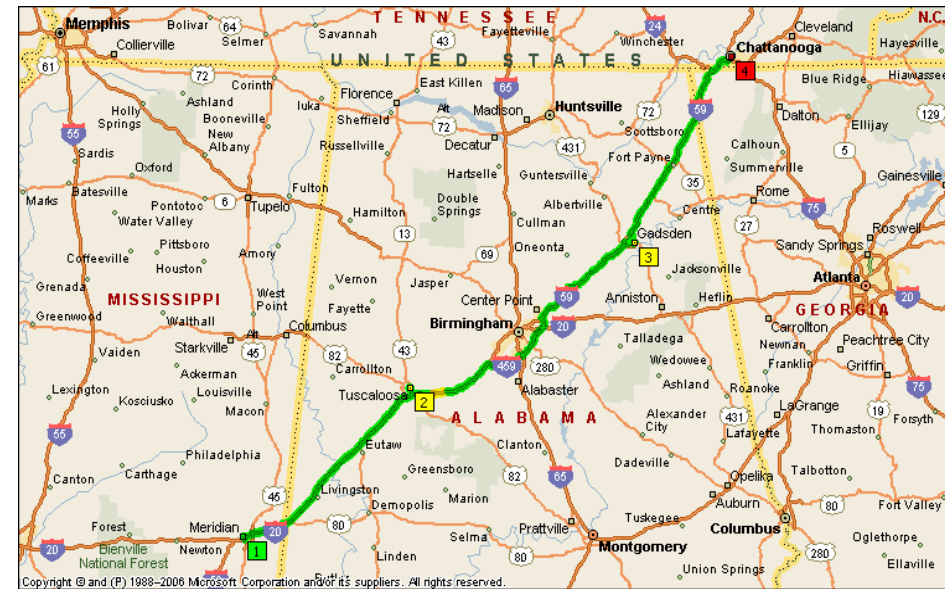 TENNESSEE
N.C.
Memphis
Bolivar
64
Selmer
Savannah
43
Fayetteville
24
Winchester
Cleveland
Collierville
Chattanooga
Hayesville
UNITED STATES
61
72
Corinth
East Killen
65
4
Blue Ridge
Hiawassee
Holly Springs
Ashland
Iuka
Florence
Alt
72
Madison
Huntsville
72
59
Dalton
129
55
Booneville
New Albany
Sheffield
Decatur
431
Scottsboro
Ellijay
Sardis
Russellville
Fort Payne
Calhoun
5
Oxford
Hartselle
Guntersville
Summerville
Gainesville
Batesville
Fulton
35
Rome
Marks
Pontotoc
6
Tupelo
Double Springs
Albertville
Centre
75
Water Valley
Hamilton
Cullman
27
Roswell
Pittsboro
13
Oneonta
Gadsden
Sandy Springs
Coffeeville
Houston
Amory
69
3
Jacksonville
Grenada
Vernon
Jasper
Atlanta
MISSISSIPPI
West Point
Fayette
Center Point
59
Anniston
Heflin
20
GEORGIA
Greenwood
Walthall
Alt
45
Columbus
Birmingham
20
Carrollton
Starkville
82
43
Talladega
Newnan
Peachtree City
Vaiden
Carrollton
459
280
Wedowee
Franklin
Griffin
Ackerman
Tuscaloosa
Alabaster
Ashland
Roanoke
75
Lexington
Louisville
2
ALABAMA
Kosciusko
Macon
Alexander City
431
LaGrange
19
Forsyth
55
Eutaw
Clanton
Lafayette
Thomaston
Philadelphia
Greensboro
82
65
Dadeville
Canton
Carthage
45
Livingston
Marion
Opelika
Talbotton
Demopolis
Auburn
80
Fort Valley
Forest
Meridian
20
80
Selma
Prattville
Tuskegee
Columbus
20
Newton
1
Linden
80
Montgomery
280
Oglethorpe
Bienville National Forest
Union Springs
Ellaville
Copyright © and (P) 1988–2006 Microsoft Corporation and/or its suppliers. All rights reserved.